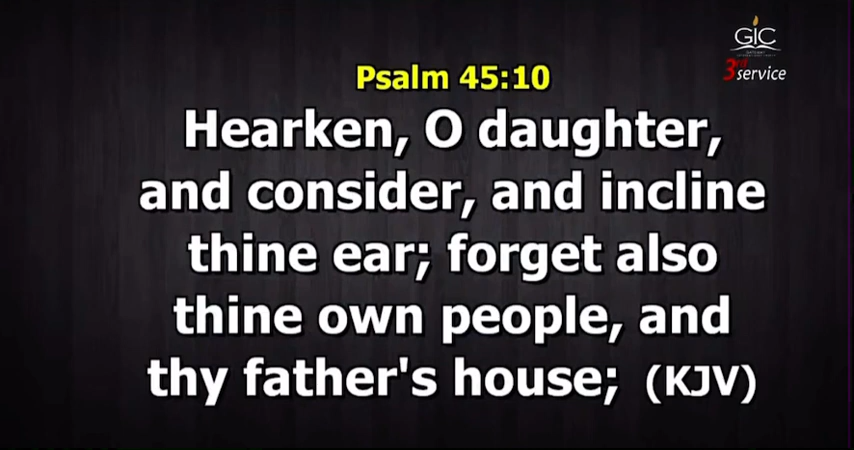 GIC
3rd service
Psalm 45:10
Hearken, O daughter,
and consider, and incline
thine ear; forget also
thine own people, and
thy father's house; (KJV)